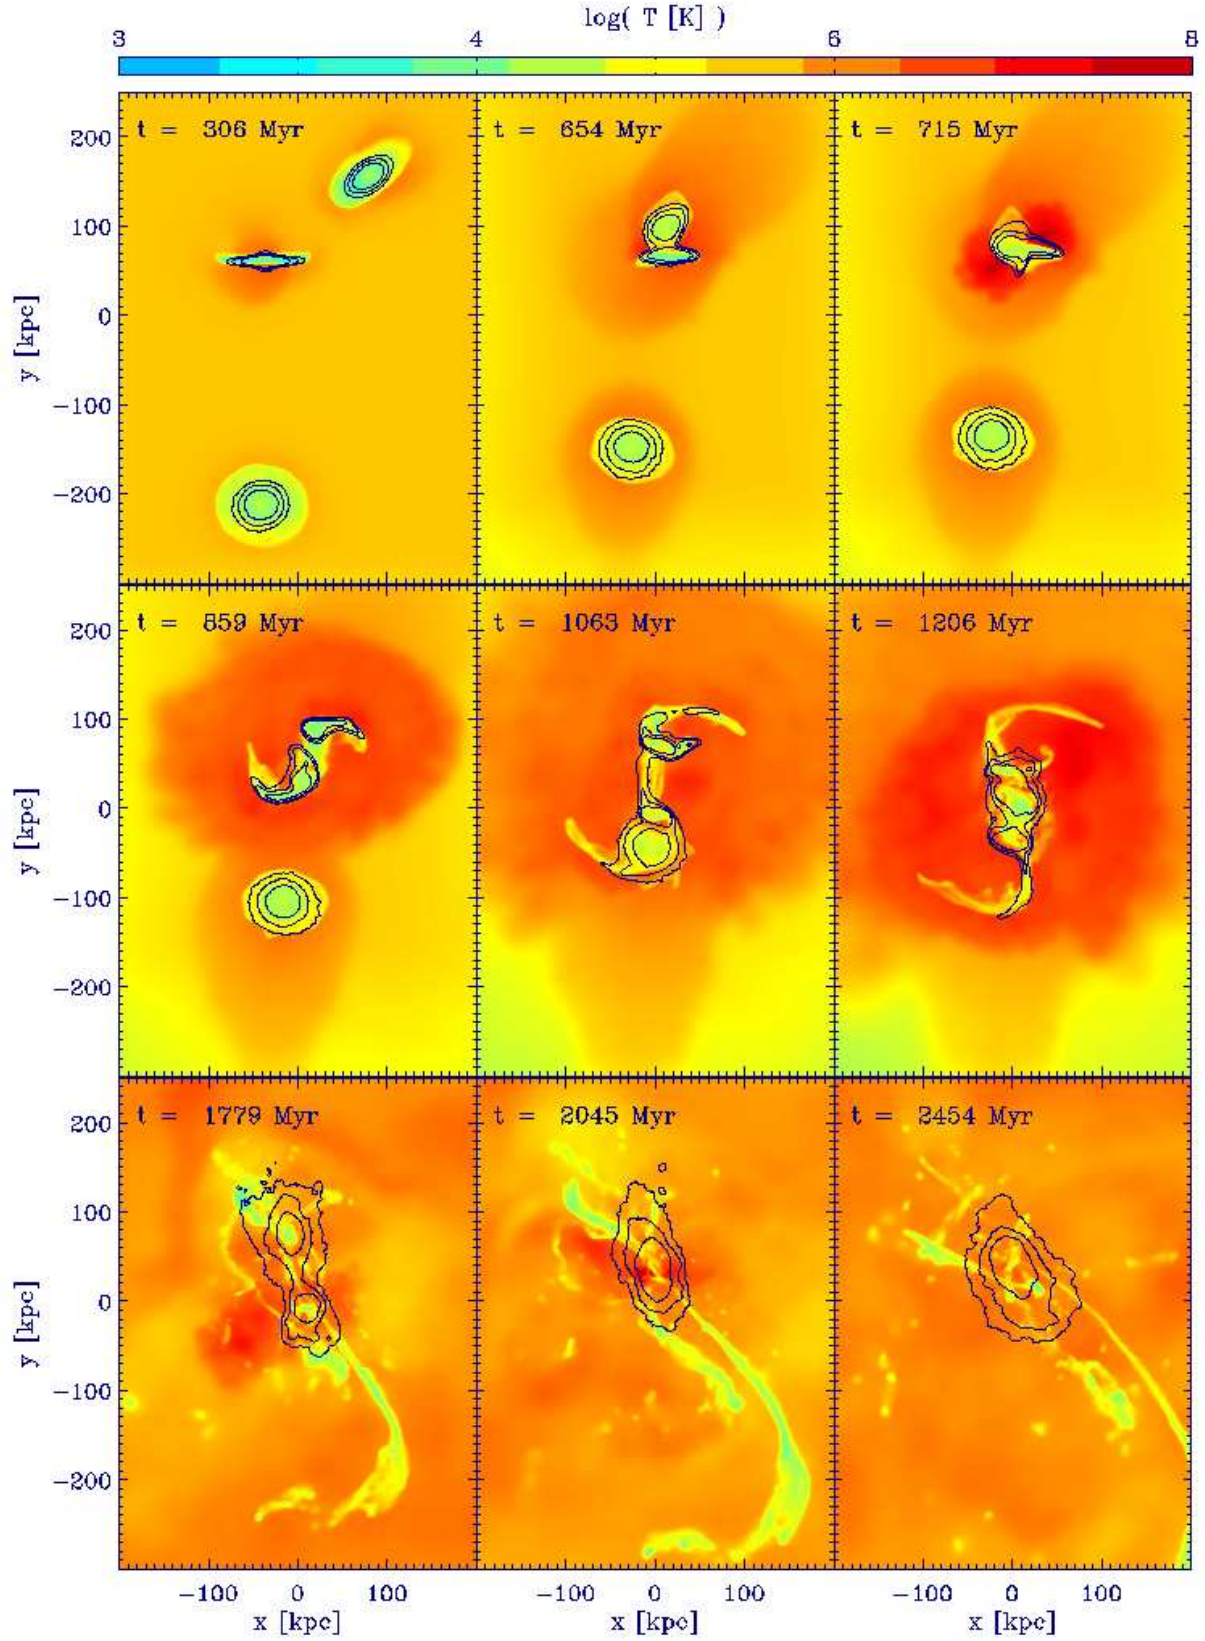 log( T [K] )
3 4 6 8
t = 306 Myr t = 654 Myr t = 715 Myr
200
100
0
−100
−200
y [kpc]
t = 859 Myr t = 1063 Myr t = 1206 Myr
200
100
0
−100
−200
y [kpc]
t = 1779 Myr t = 2045 Myr t = 2454 Myr
200
100
0
−100
−200
y [kpc]
−100 0 100 −100 0 100 −100 0 100
x [kpc] x [kpc] x [kpc]